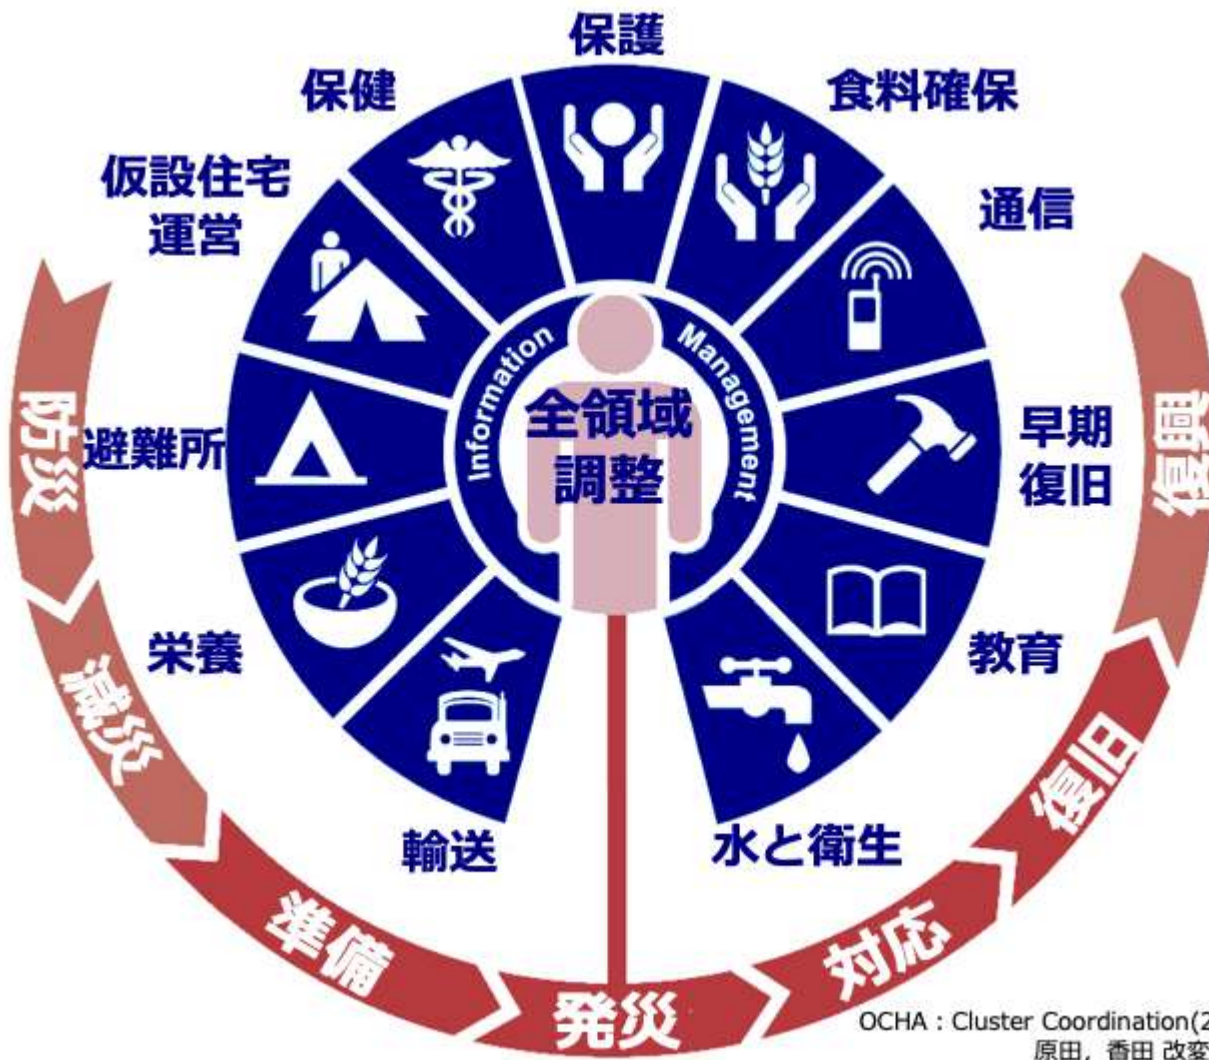 保護
保健
食料確保
仮設住宅
運営
通信
Information
Management
全領域
調整
避難所
早期
復旧
栄養
教育
輸送
水と衛生
防災
減災
準備
発災
対応
復旧
復興
OCHA : Cluster Coordination(2
原田，香田 改変